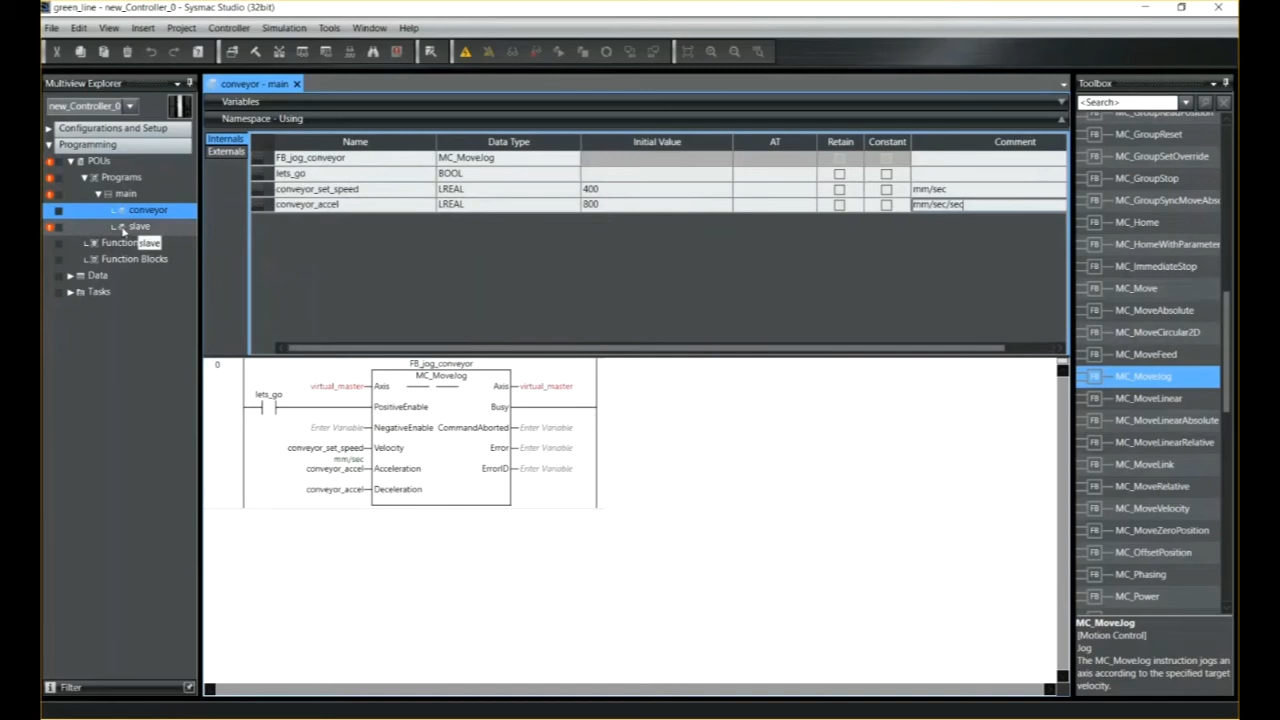 green_line - new_Controller_0 - Sysmac Studio (32bit)
File Edit View Insert Project Controller Simulation Tools Window Help
Multiview Explorer
new_Controller_0
Configurations and Setup
Programming
POUs
Programs
main
conveyor
slave
Function
slave
Function Blocks
Data
Tasks
Filter
conveyor - main
Variables
Namespace - Using
Internals
Externals
Name Data Type Initial Value AT Retain Constant Comment
FB_jog_conveyor MC_MoveJog
lets_go BOOL
conveyor_set_speed LREAL 400 mm/sec
conveyor_accel LREAL 800 mm/sec/sec
0
FB_jog_conveyor
MC_MoveJog
virtual_master Axis Axis virtual_master
lets_go
PositiveEnable Busy
Enter Variable NegativeEnable CommandAborted Enter Variable
conveyor_set_speed Velocity Error Enter Variable
mm/sec
conveyor_accel Acceleration ErrorID Enter Variable
conveyor_accel Deceleration
Toolbox
<Search>
MC_GroupReadPosition
MC_GroupReset
MC_GroupSetOverride
MC_GroupStop
MC_GroupSyncMoveAbso
MC_Home
MC_HomeWithParameter
MC_ImmediateStop
MC_Move
MC_MoveAbsolute
MC_MoveCircular2D
MC_MoveFeed
MC_MoveJog
MC_MoveLinear
MC_MoveLinearAbsolute
MC_MoveLinearRelative
MC_MoveLink
MC_MoveRelative
MC_MoveVelocity
MC_MoveZeroPosition
MC_OffsetPosition
MC_Phasing
MC_Power
MC_MoveJog
[Motion Control]
Jog
The MC_MoveJog instruction jogs an
axis according to the specified target
velocity.